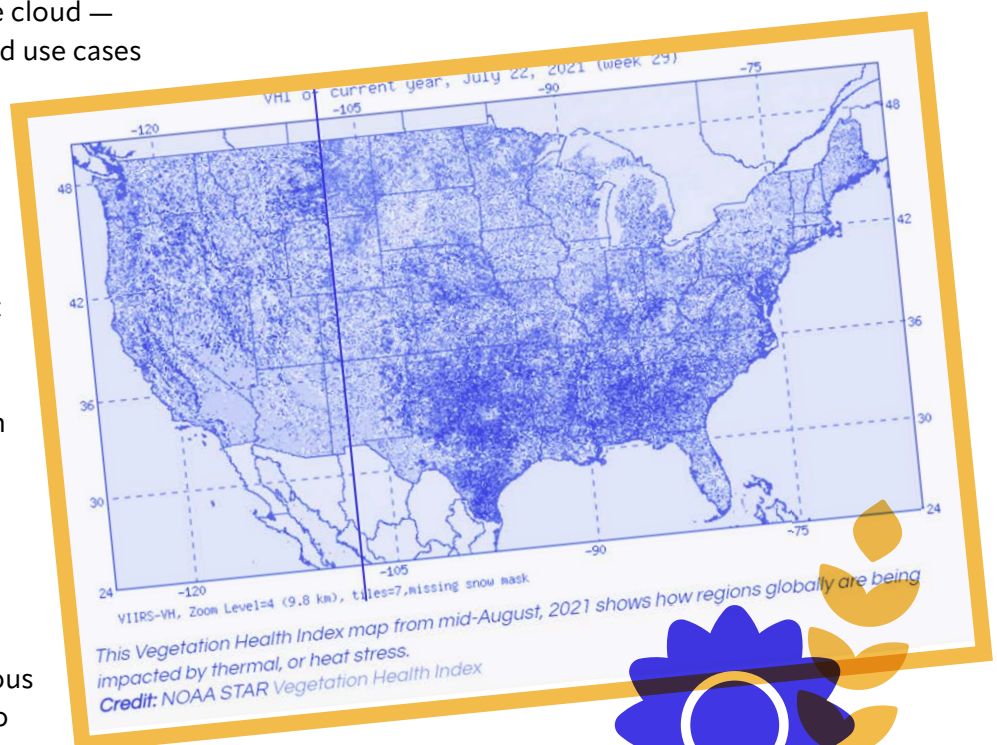 e cloud —
d use cases
VHI of current year, July 22, 2021 (week 29)
-120
-105
-90
-75
48
48
42
42
36
36
30
30
24
24
-120
-105
-90
-75
VIIRS-VH, Zoom Level=4 (9.8 km), tiles=7,missing snow mask
This Vegetation Health Index map from mid-August, 2021 shows how regions globally are being
impacted by thermal, or heat stress.
Credit: NOAA STAR Vegetation Health Index
n
ous
o